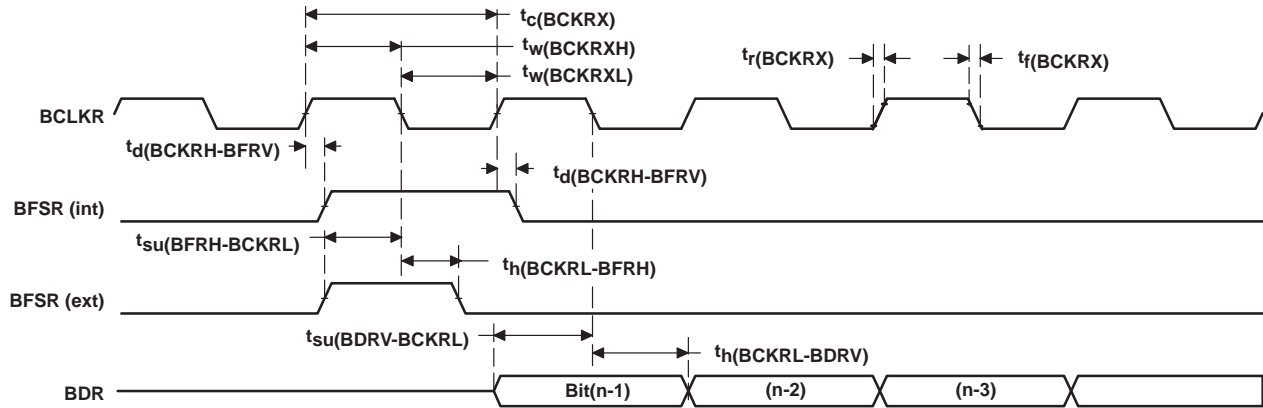 tc(BCKRX)
tw(BCKRXH)
tr(BCKRX)
tf(BCKRX)
tw(BCKRXL)
BCLKR
td(BCKRH-BFRV)
td(BCKRH-BFRV)
BFSR (int)
tsu(BFRH-BCKRL)
th(BCKRL-BFRH)
BFSR (ext)
tsu(BDRV-BCKRL)
th(BCKRL-BDRV)
BDR
Bit(n-1)
(n-2)
(n-3)